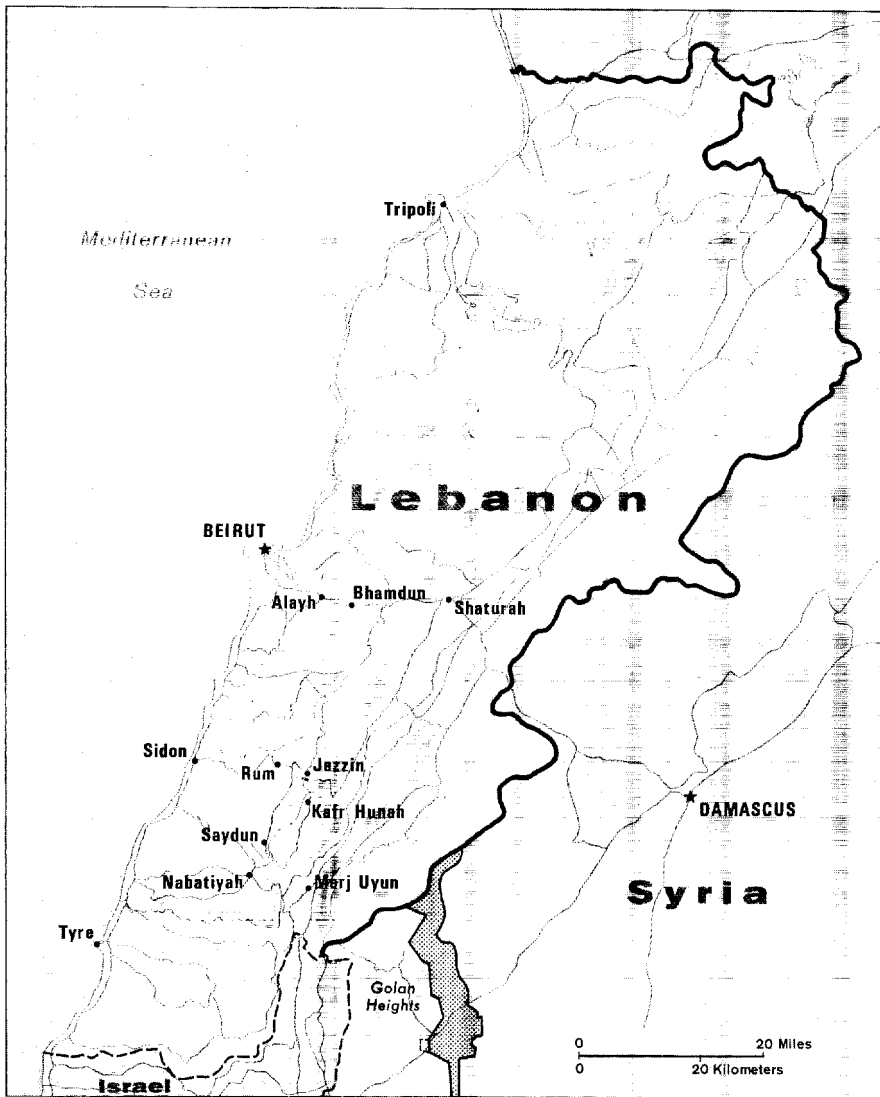 Tripoli
Mediterranean
Sea
Lebanon
BEIRUT
Alayh
Bhamdun
Shaturah
Sidon
Rum
Jazzin
Kafr Hunah
DAMASCUS
Saydun
Nabatiyah
Marj Uyun
Syria
Tyre
Golan
Heights
0 20 Miles
0 20 Kilometers
Israel